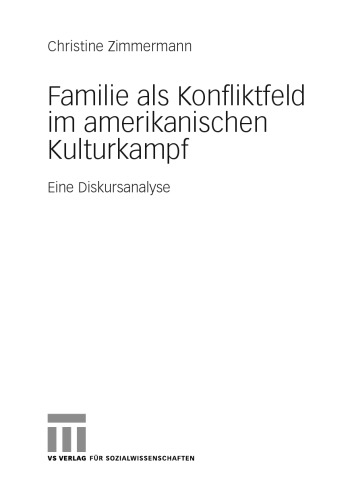 Christine Zimmermann
Familie als Konfliktfeld
im amerikanischen
Kulturkampf
Eine Diskursanalyse
VS VERLAG FÜR SOZIALWISSENSCHAFTEN